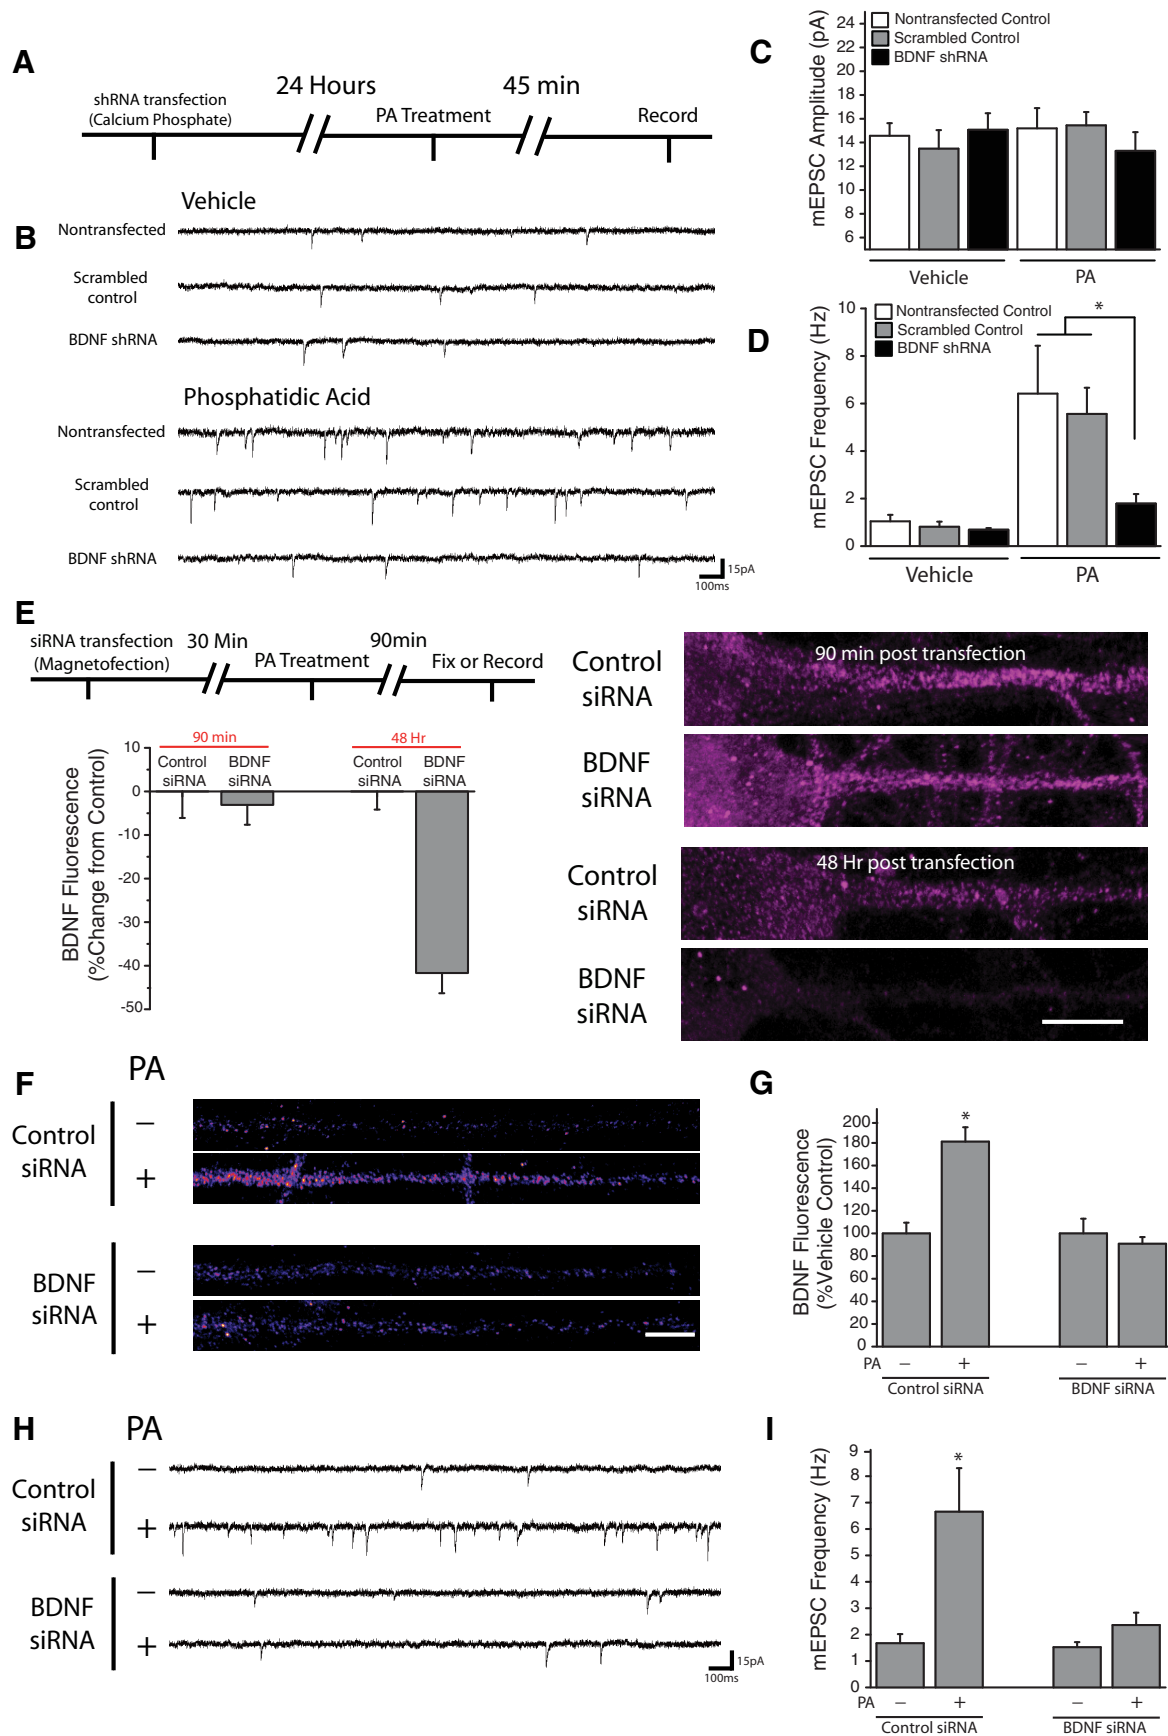 A
shRNA transfection
(Calcium Phosphate)
24 Hours
PA Treatment
45 min
Record
B
Vehicle
Nontransfected
Scrambled
control
BDNF shRNA
Phosphatidic Acid
Nontransfected
Scrambled
control
BDNF shRNA
15pA
100ms
C
mEPSC Amplitude (pA)
24
22
20
18
16
14
12
10
8
6
Nontransfected Control
Scrambled Control
BDNF shRNA
Vehicle
PA
D
mEPSC Frequency (Hz)
10
8
6
4
2
0
Nontransfected Control
Scrambled Control
BDNF shRNA
*
Vehicle
PA
E
siRNA transfection
(Magnetofection)
30 Min
PA Treatment
90min
Fix or Record
BDNF Fluorescence
(%Change from Control)
10
0
-10
-20
-30
-40
-50
90 min
Control
siRNA
BDNF
siRNA
48 Hr
Control
siRNA
BDNF
siRNA
Control
siRNA
90 min post transfection
BDNF
siRNA
Control
siRNA
48 Hr post transfection
BDNF
siRNA
F
PA
Control
siRNA
−
+
BDNF
siRNA
−
+
G
BDNF Fluorescence
(%Vehicle Control)
200
180
160
140
120
100
80
60
40
20
0
*
PA − + − +
Control siRNA
BDNF siRNA
H
PA
Control
siRNA
−
+
BDNF
siRNA
−
+
15pA
100ms
I
mEPSC Frequency (Hz)
9
8
7
6
5
4
3
2
1
0
*
PA − + − +
Control siRNA
BDNF siRNA